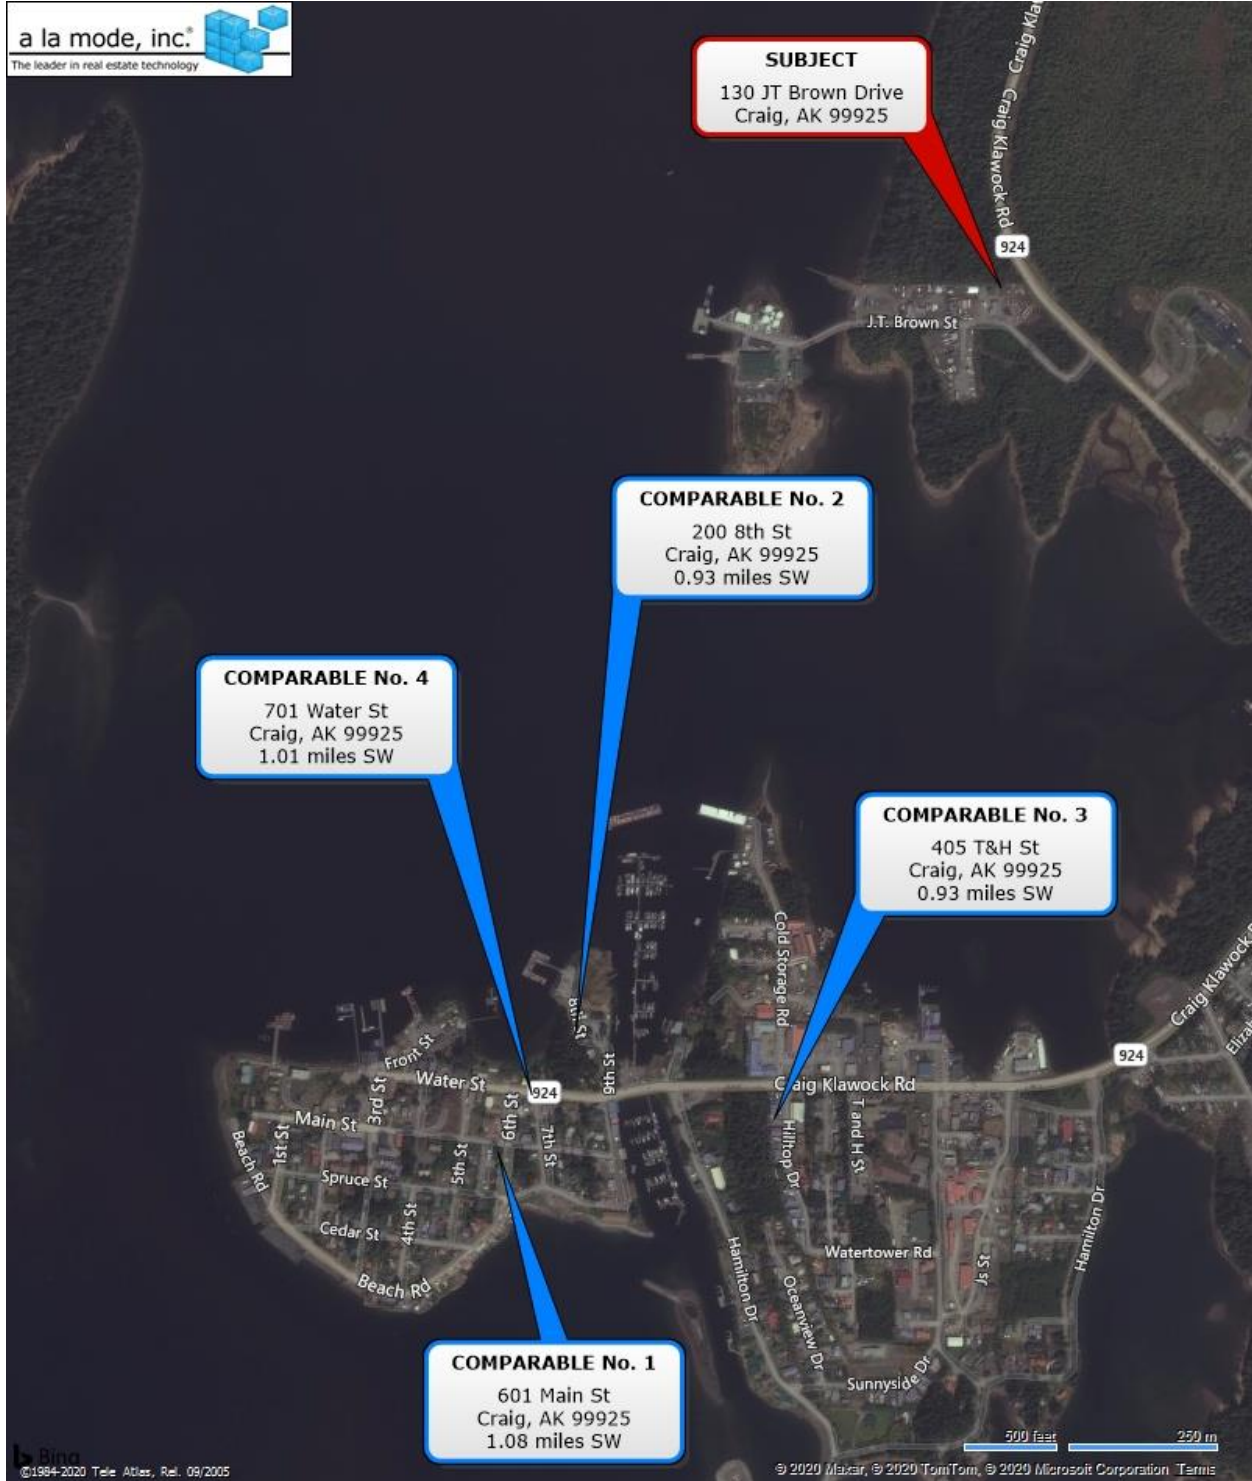 a la mode, inc.®
The leader in real estate technology
SUBJECT
130 JT Brown Drive
Craig, AK 99925
Craig Klawock Rd
924
J.T. Brown St
COMPARABLE No. 2
200 8th St
Craig, AK 99925
0.93 miles SW
COMPARABLE No. 4
701 Water St
Craig, AK 99925
1.01 miles SW
COMPARABLE No. 3
405 T&H St
Craig, AK 99925
0.93 miles SW
Cold Storage Rd
8th St
9th St
Front St
Water St
924
Craig Klawock Rd
924
Craig Klawock
Main St
1st St
3rd St
5th St
6th St
7th St
Beach Rd
Spruce St
Cedar St
4th St
Beach Rd
Hilltop Dr
T and H St
Hamilton Dr
Watertower Rd
Js St
Hamilton Dr
Oceanview Dr
Sunnyside Dr
COMPARABLE No. 1
601 Main St
Craig, AK 99925
1.08 miles SW
500 feet
250 m
Bing
©1984-2020 Tele Atlas, Rel. 09/2005
© 2020 Maxar, © 2020 TomTom, © 2020 Microsoft Corporation Terms